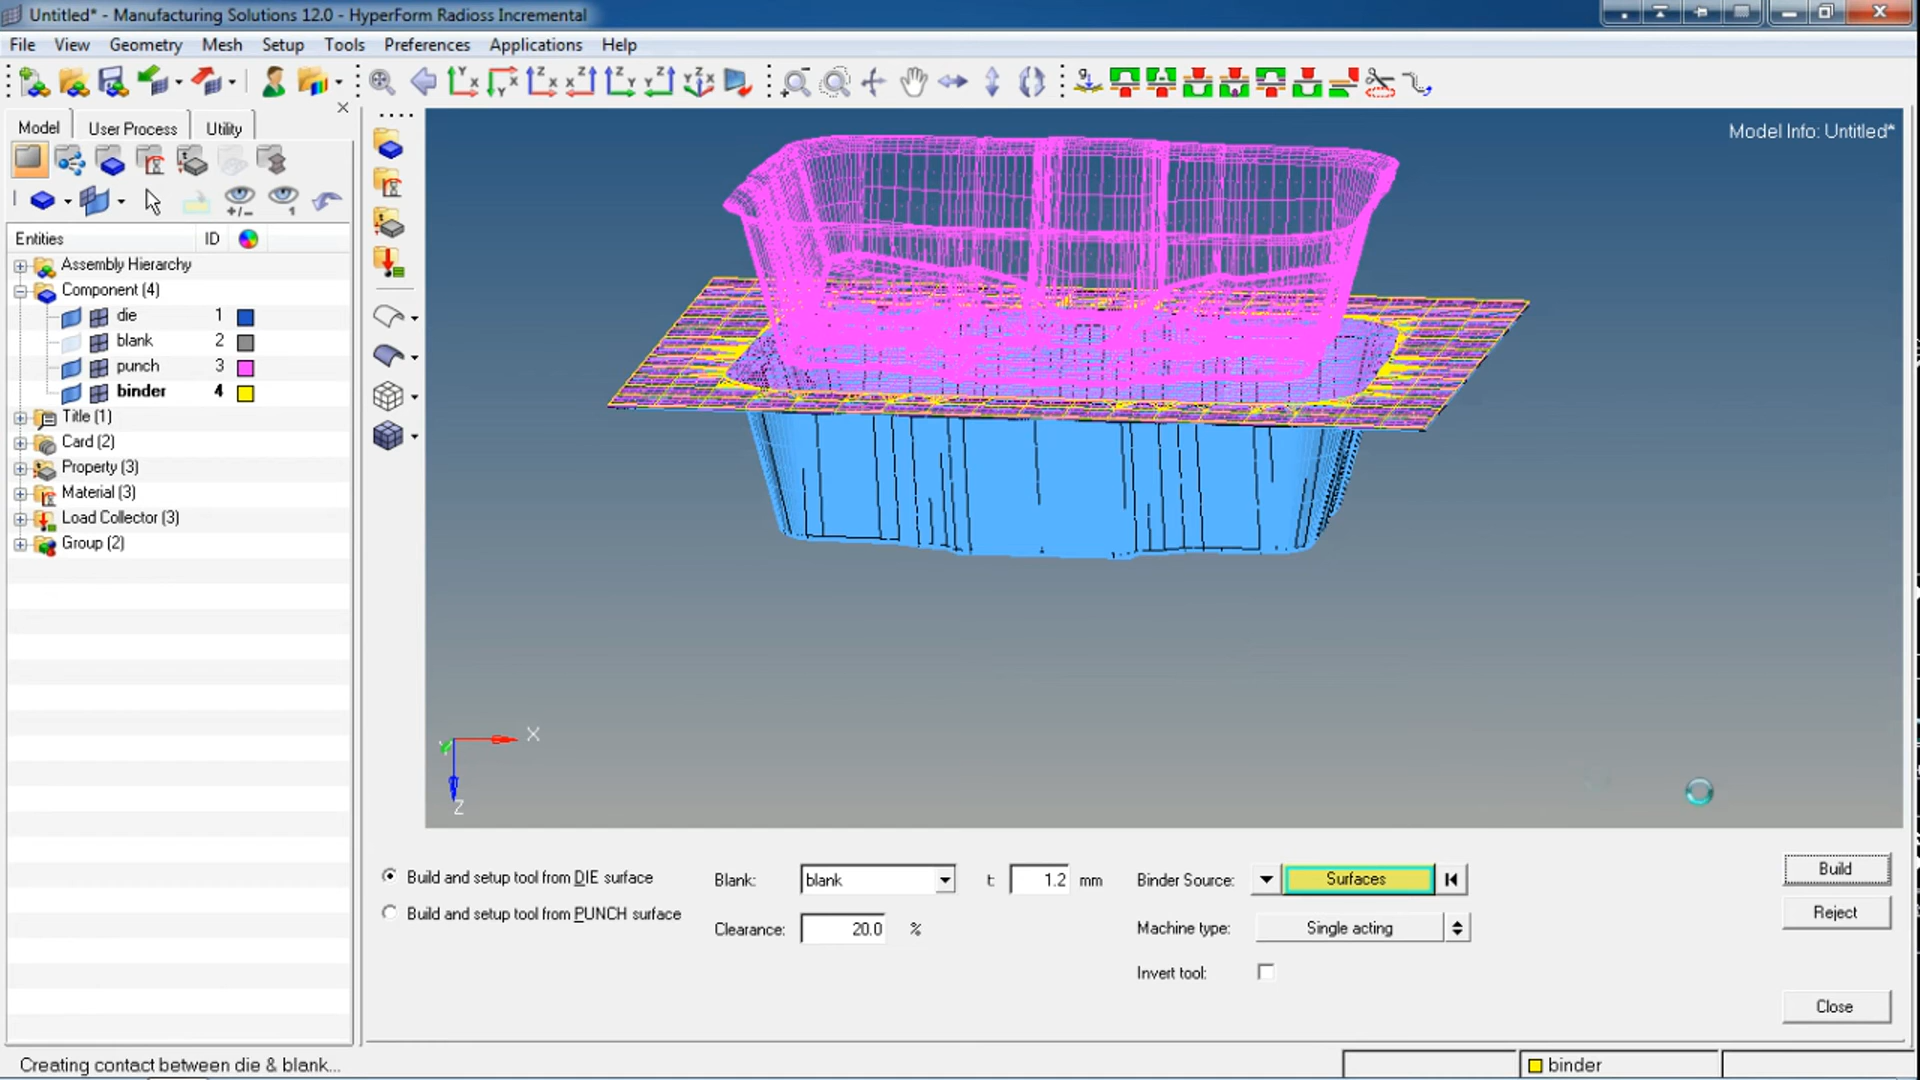 Untitled* - Manufacturing Solutions 12.0 - HyperForm Radioss Incremental
File View Geometry Mesh Setup Tools Preferences Applications Help
Model User Process Utility
Model Info: Untitled*
Entities ID
Assembly Hierarchy
Component (4)
die 1
blank 2
punch 3
binder 4
Title (1)
Card (2)
Property (3)
Material (3)
Load Collector (3)
Group (2)
X
Y
Z
Build and setup tool from DIE surface
Build and setup tool from PUNCH surface
Blank: blank t: 1.2 mm
Clearance: 20.0 %
Binder Source: Surfaces
Machine type: Single acting
Invert tool:
Build
Reject
Close
Creating contact between die & blank...
binder